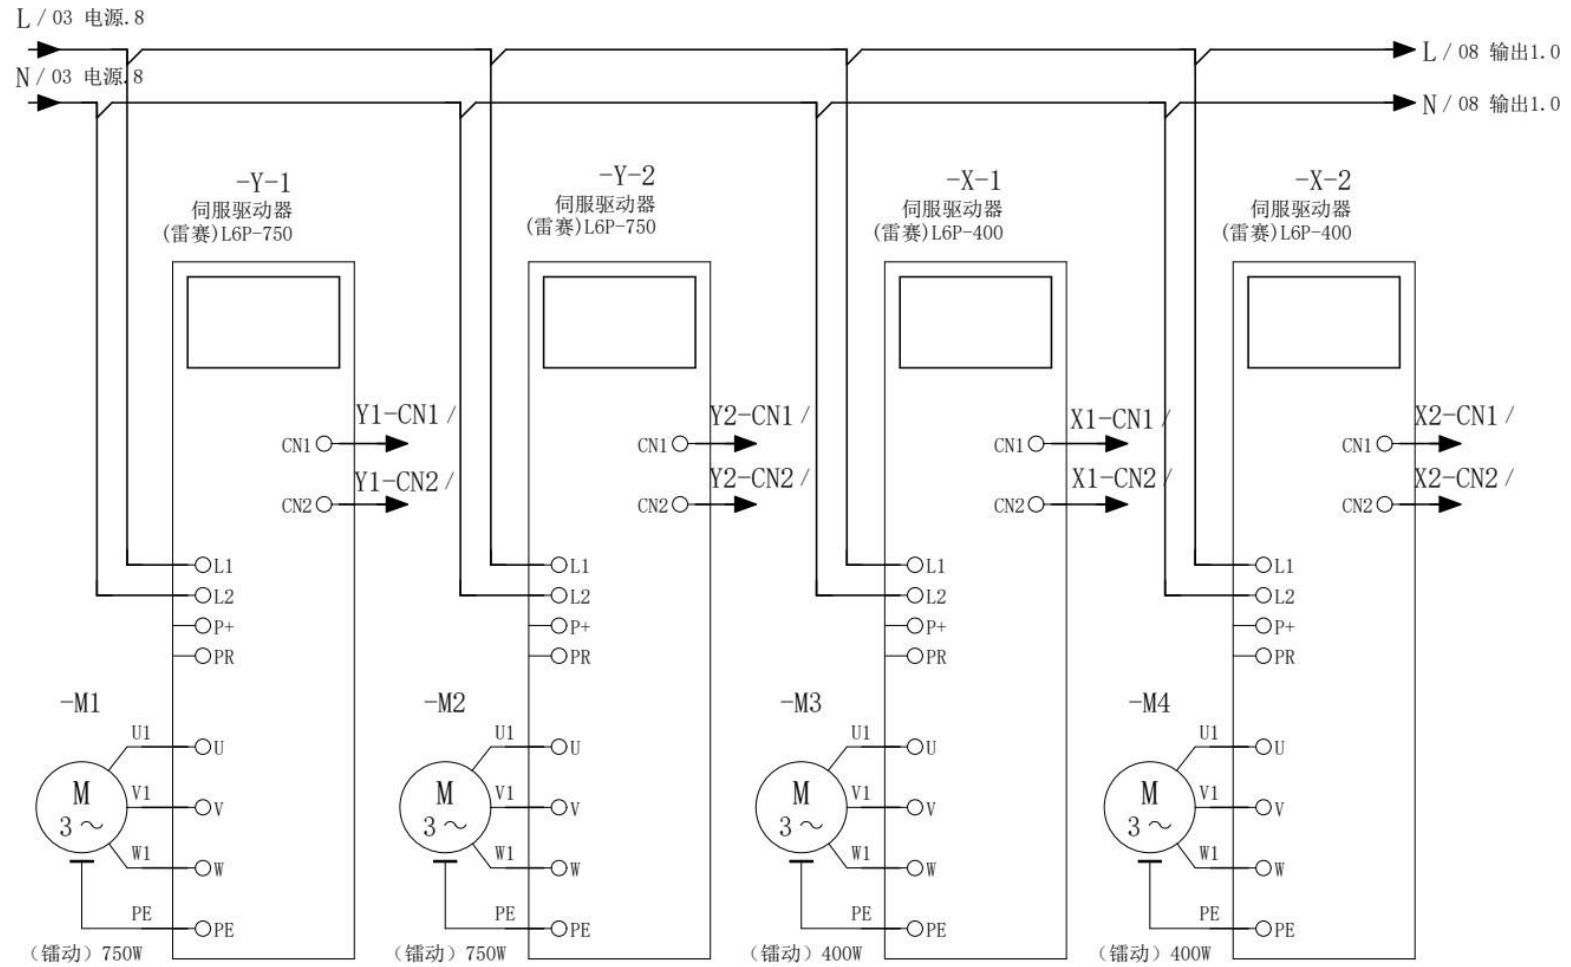 L / 03 电源.8
L / 08 输出1.0
N / 03 电源.8
N / 08 输出1.0
-Y-1
伺服驱动器
(雷赛)L6P-750
-Y-2
伺服驱动器
(雷赛)L6P-750
-X-1
伺服驱动器
(雷赛)L6P-400
-X-2
伺服驱动器
(雷赛)L6P-400
Y1-CN1 /
CN1
Y1-CN2 /
CN2
Y2-CN1 /
CN1
Y2-CN2 /
CN2
X1-CN1 /
CN1
X1-CN2 /
CN2
X2-CN1 /
CN1
X2-CN2 /
CN2
L1
L2
P+
PR
L1
L2
P+
PR
L1
L2
P+
PR
L1
L2
P+
PR
-M1
U1
U
M
3～
V1
V
W1
W
PE
PE
（镭动）750W
-M2
U1
U
M
3～
V1
V
W1
W
PE
PE
（镭动）750W
-M3
U1
U
M
3～
V1
V
W1
W
PE
PE
（镭动）400W
-M4
U1
U
M
3～
V1
V
W1
W
PE
PE
（镭动）400W